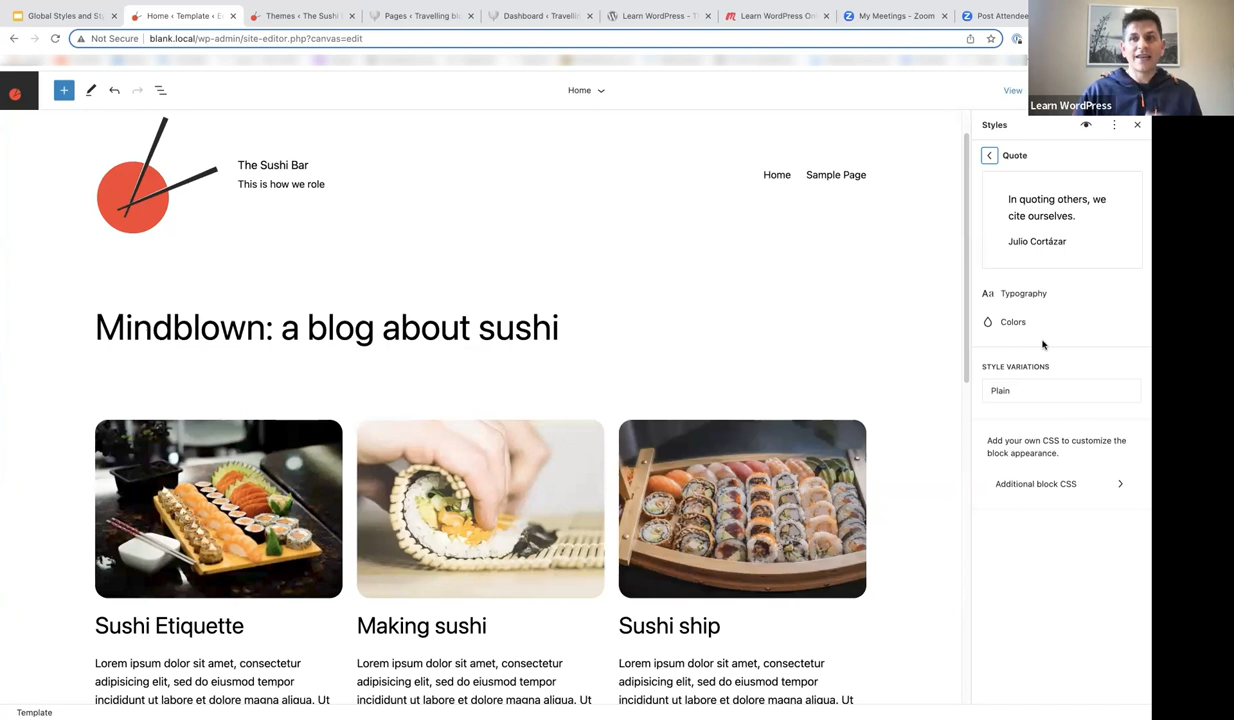 Global Styles and Sty
Home ‹ Template ‹ E
Themes ‹ The Sushi B
Pages ‹ Travelling bl
Dashboard ‹ Travellin
Learn WordPress - T
Learn WordPress On
My Meetings - Zoom
Post Attendee
Not Secure
blank.local/wp-admin/site-editor.php?canvas=edit
Learn WordPress
Home
View
Styles
Quote
In quoting others, we
cite ourselves.
Julio Cortázar
Aa Typography
Colors
STYLE VARIATIONS
Plain
Add your own CSS to customize the
block appearance.
Additional block CSS
The Sushi Bar
This is how we role
Home Sample Page
Mindblown: a blog about sushi
Sushi Etiquette
Making sushi
Sushi ship
Lorem ipsum dolor sit amet, consectetur
adipisicing elit, sed do eiusmod tempor
incididunt ut labore et dolore magna aliqua. Ut
Lorem ipsum dolor sit amet, consectetur
adipisicing elit, sed do eiusmod tempor
incididunt ut labore et dolore magna aliqua. Ut
Lorem ipsum dolor sit amet, consectetur
adipisicing elit, sed do eiusmod tempor
incididunt ut labore et dolore magna aliqua. Ut
Template